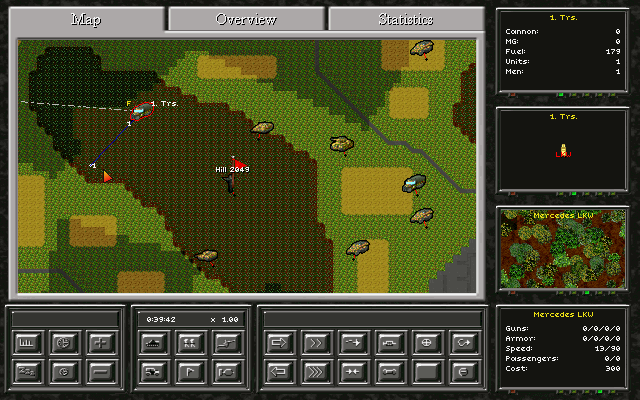 Map
Overview
Statistics
F
1. Trs.
1
<1
Hill 2049
0:39:42
x 1.00
1. Trs.
Cannon: 0
MG: 0
Fuel: 179
Units: 1
Men: 1
1. Trs.
Mercedes LKW
Mercedes LKW
Guns: 0/0/0/0
Armor: 0/0/0/0
Speed: 13/90
Passengers: 0/0
Cost: 300